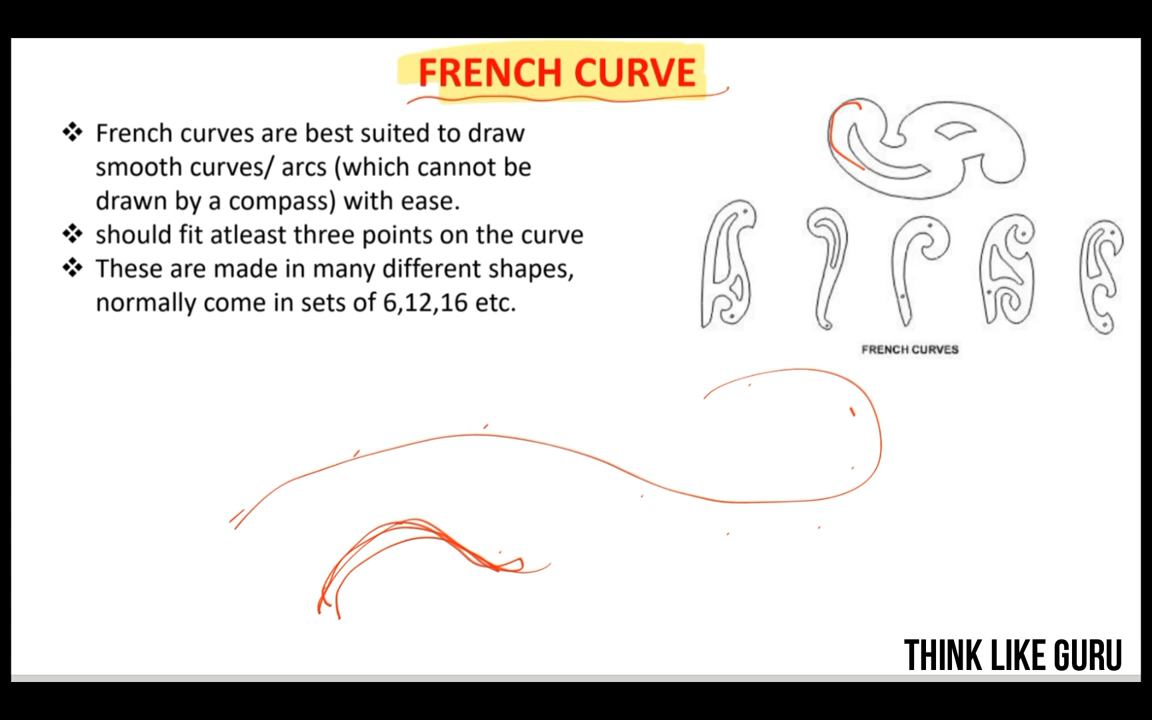 FRENCH CURVE
❖ French curves are best suited to draw
smooth curves/ arcs (which cannot be
drawn by a compass) with ease.
❖ should fit atleast three points on the curve
❖ These are made in many different shapes,
normally come in sets of 6,12,16 etc.
FRENCH CURVES
THINK LIKE GURU